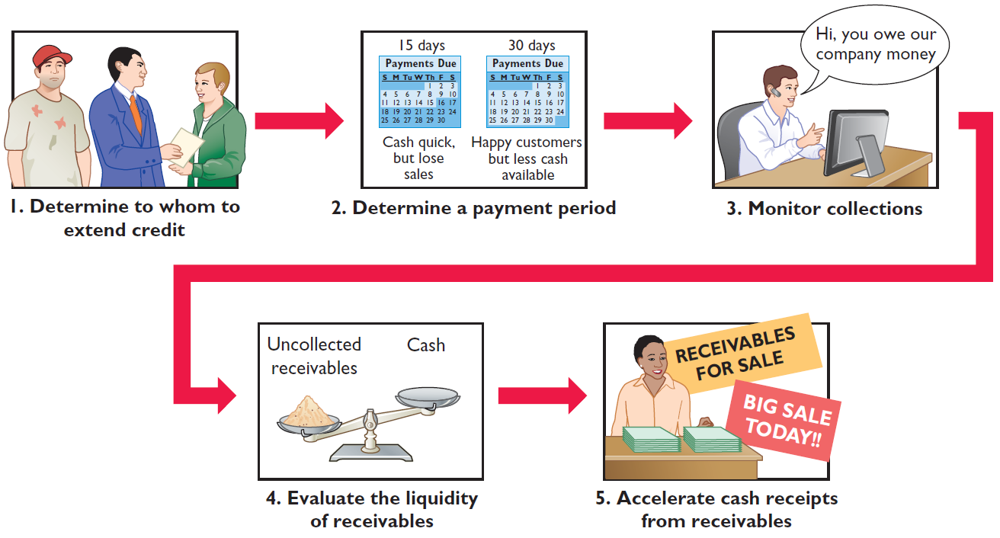 Hi, you owe our
company money
15 days
30 days
Payments Due
S M Tu W Th F S
1 2 3
4 5 6 7 8 9 10
11 12 13 14 15 16 17
18 19 20 21 22 23 24
25 26 27 28 29 30
Payments Due
S M Tu W Th F S
1 2 3
4 5 6 7 8 9 10
11 12 13 14 15 16 17
18 19 20 21 22 23 24
25 26 27 28 29 30
Cash quick,
but lose
sales
Happy customers
but less cash
available
1. Determine to whom to
extend credit
2. Determine a payment period
3. Monitor collections
Uncollected
receivables
Cash
RECEIVABLES
FOR SALE
BIG SALE
TODAY!!
4. Evaluate the liquidity
of receivables
5. Accelerate cash receipts
from receivables